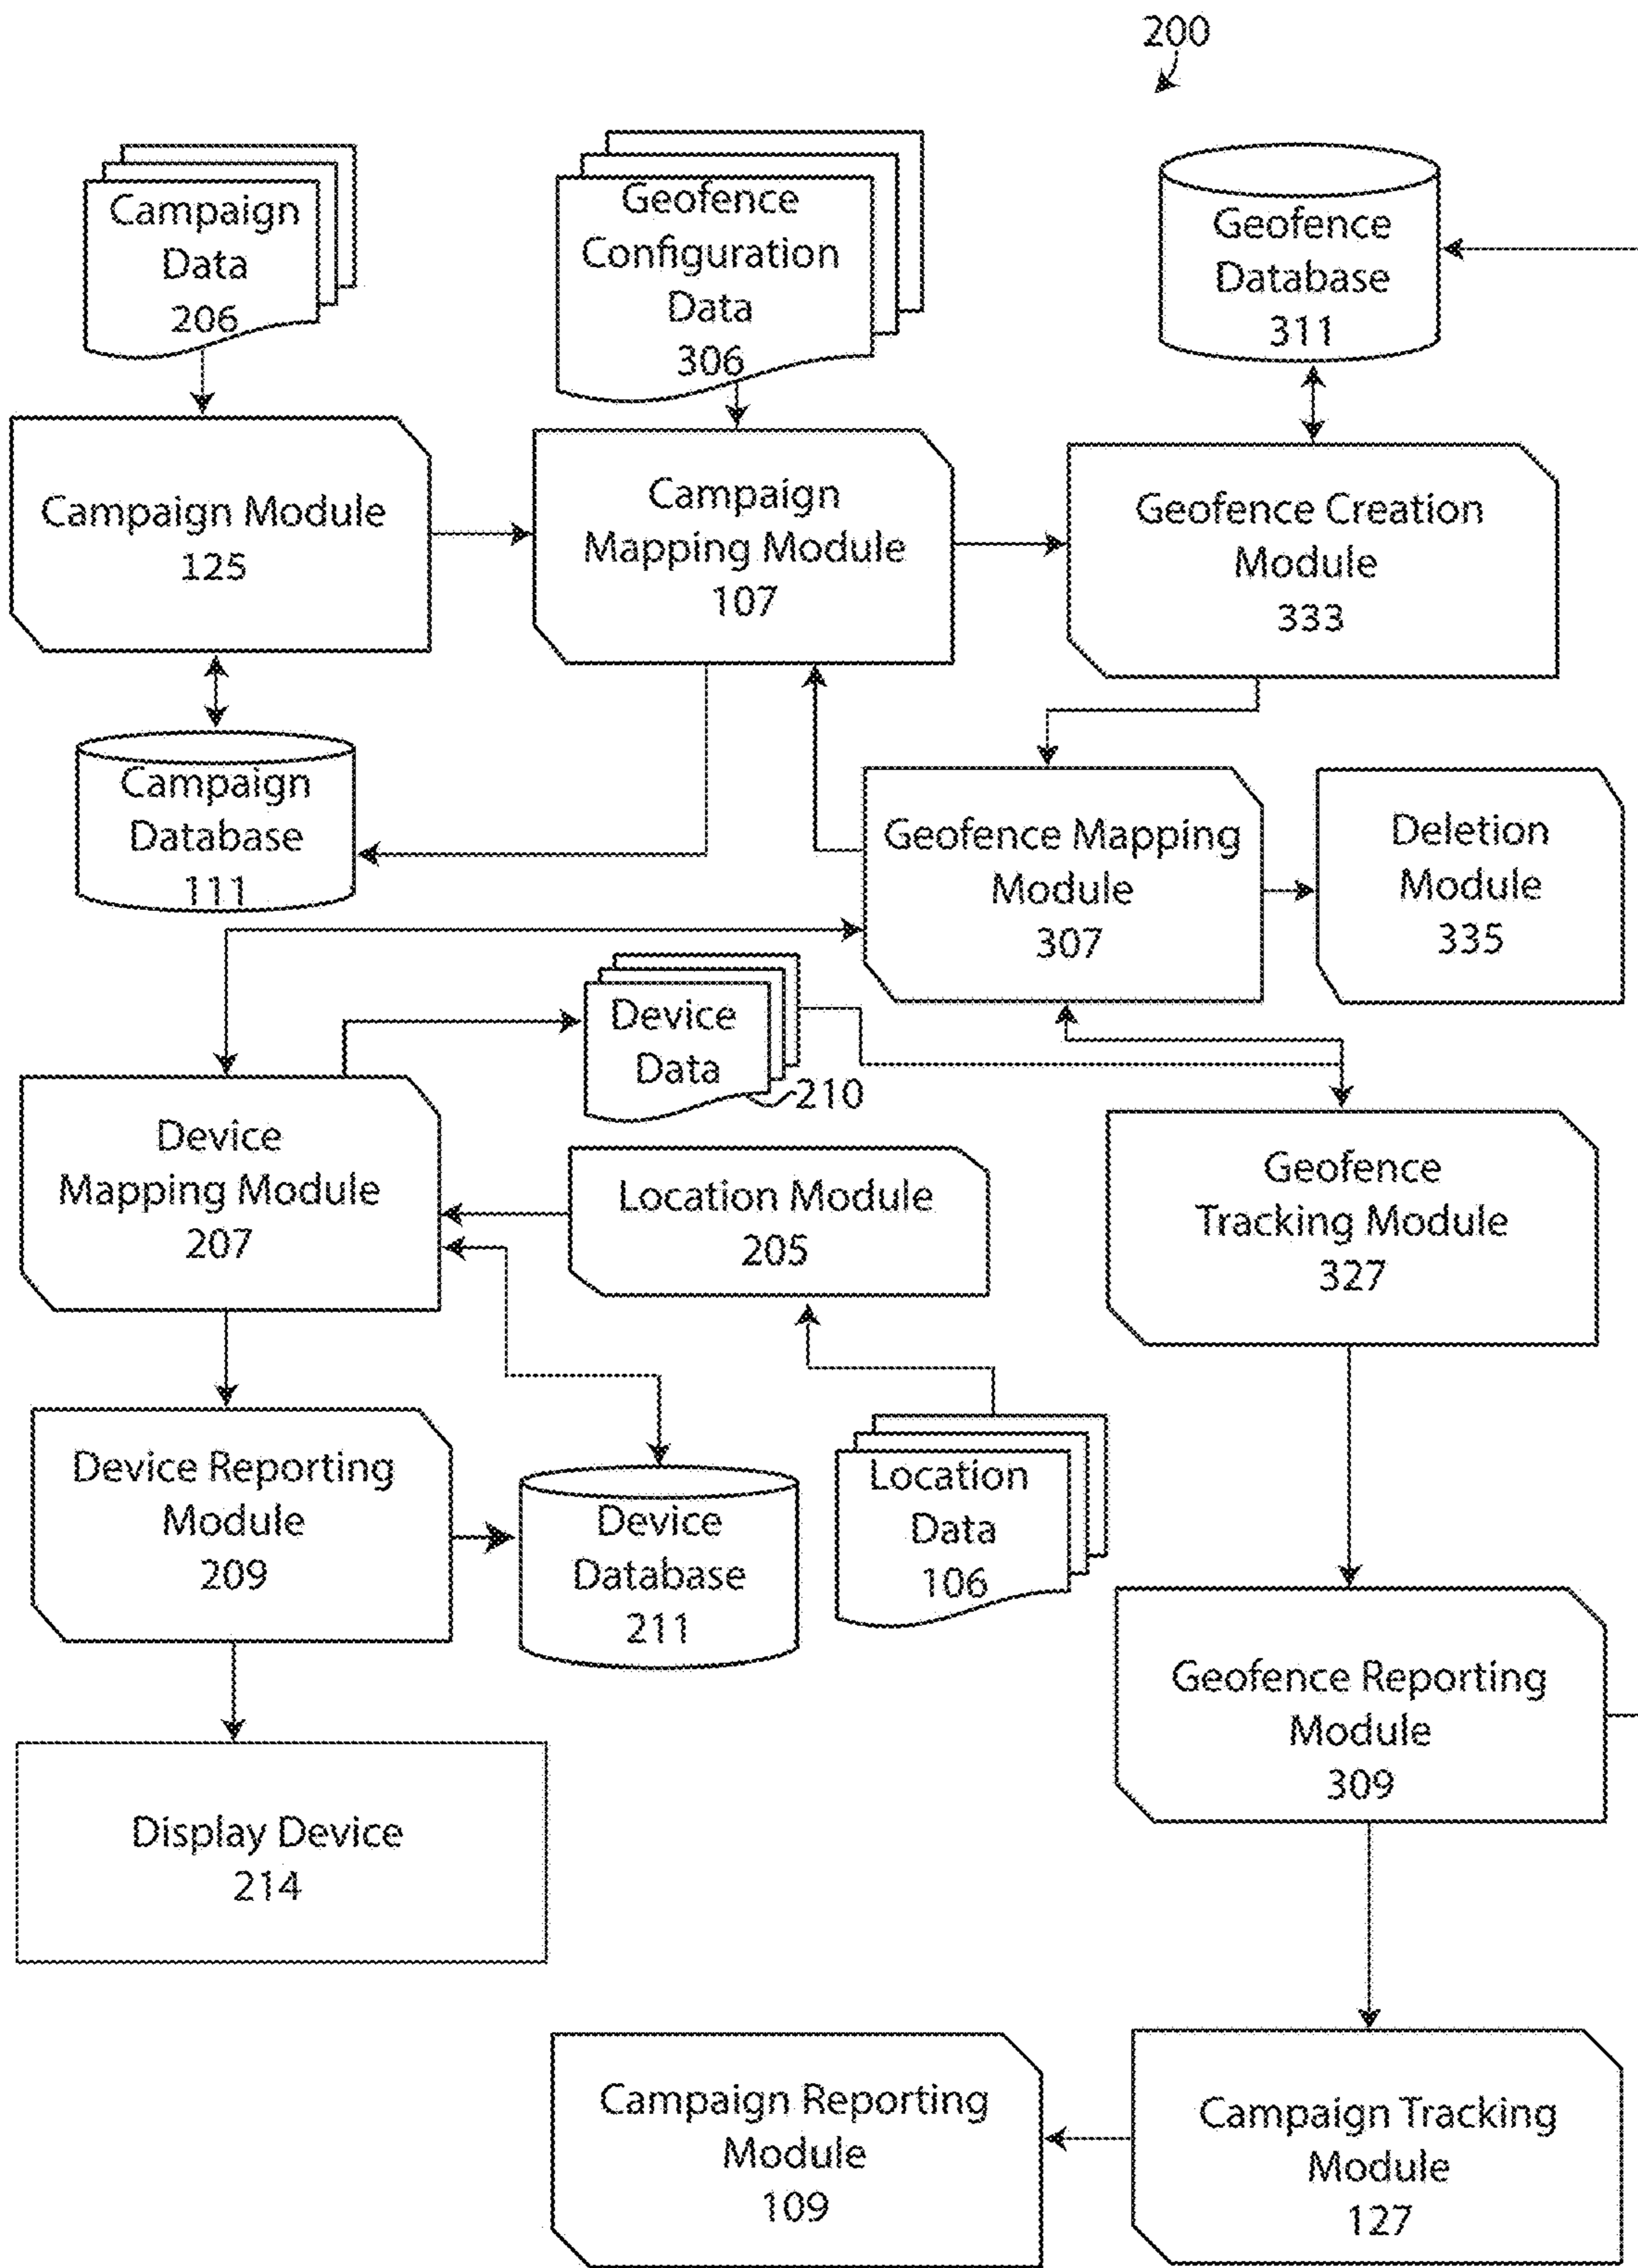 200
Campaign
Data
206
Geofence
Configuration
Data
306
Geofence
Database
311
Campaign Module
125
Campaign
Mapping Module
107
Geofence Creation
Module
333
Campaign
Database
111
Geofence Mapping
Module
307
Deletion
Module
335
Device
Data
210
Device
Mapping Module
207
Location Module
205
Geofence
Tracking Module
327
Device Reporting
Module
209
Device
Database
211
Location
Data
106
Geofence Reporting
Module
309
Display Device
214
Campaign Reporting
Module
109
Campaign Tracking
Module
127